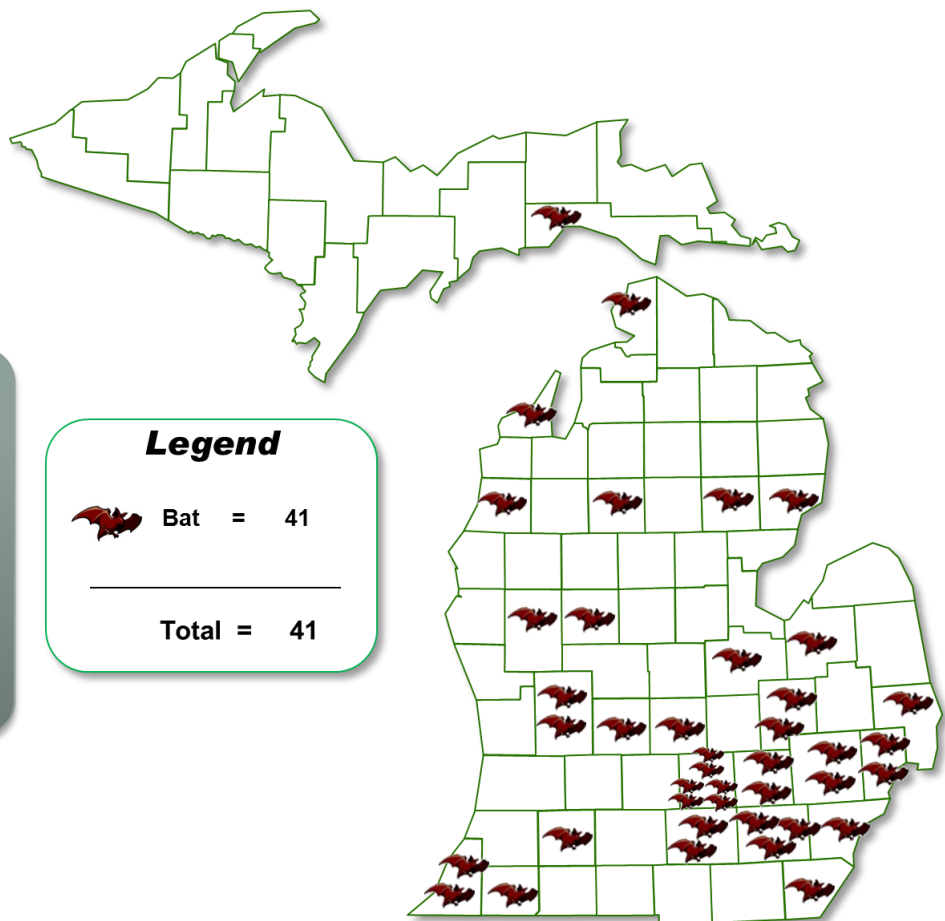 Legend
Bat = 41
Total = 41